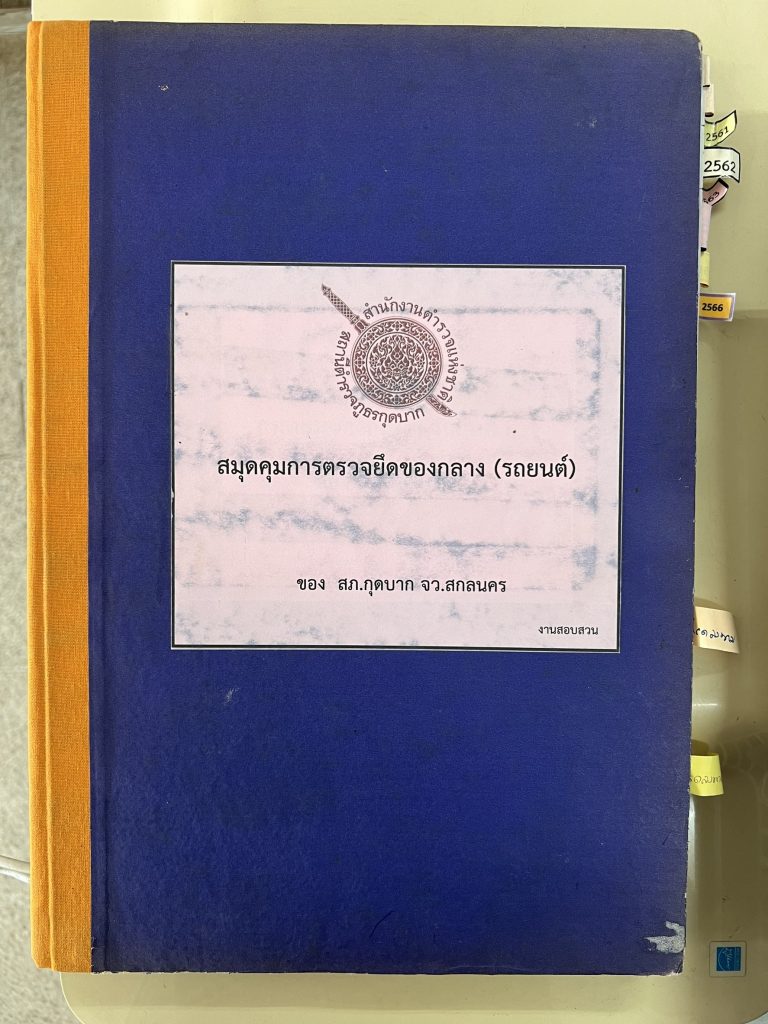 สำนักงานตำรวจแห่งชาติ
สถานีตำรวจภูธรกุดบาก
สมุดคุมการตรวจยึดของกลาง (รถยนต์)
ของ สภ.กุดบาก จว.สกลนคร
งานสอบสวน
2561
2562
2566